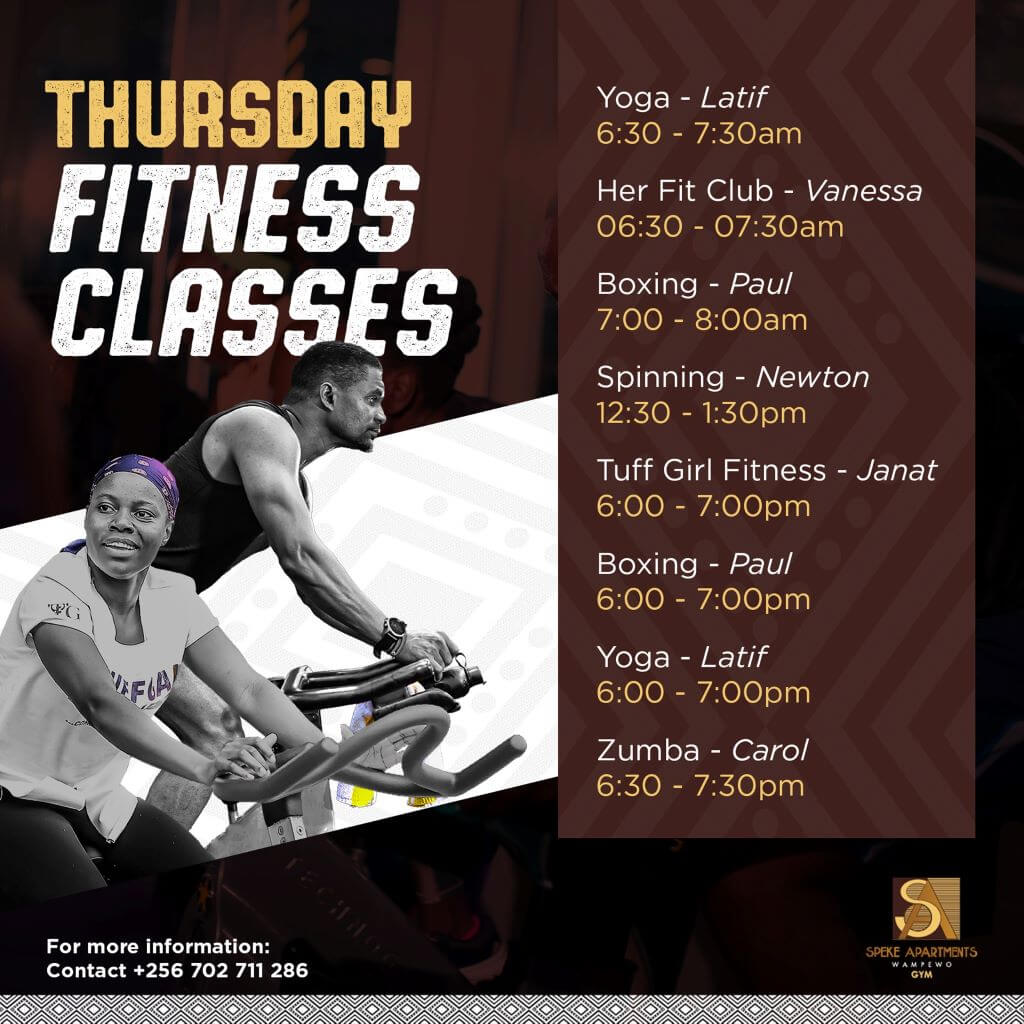 THURSDAY
FITNESS
CLASSES
Yoga - Latif
6:30 - 7:30am
Her Fit Club - Vanessa
06:30 - 07:30am
Boxing - Paul
7:00 - 8:00am
Spinning - Newton
12:30 - 1:30pm
Tuff Girl Fitness - Janat
6:00 - 7:00pm
Boxing - Paul
6:00 - 7:00pm
Yoga - Latif
6:00 - 7:00pm
Zumba - Carol
6:30 - 7:30pm
For more information:
Contact +256 702 711 286
SA
SPEKE APARTMENTS
WAMPEWO
GYM